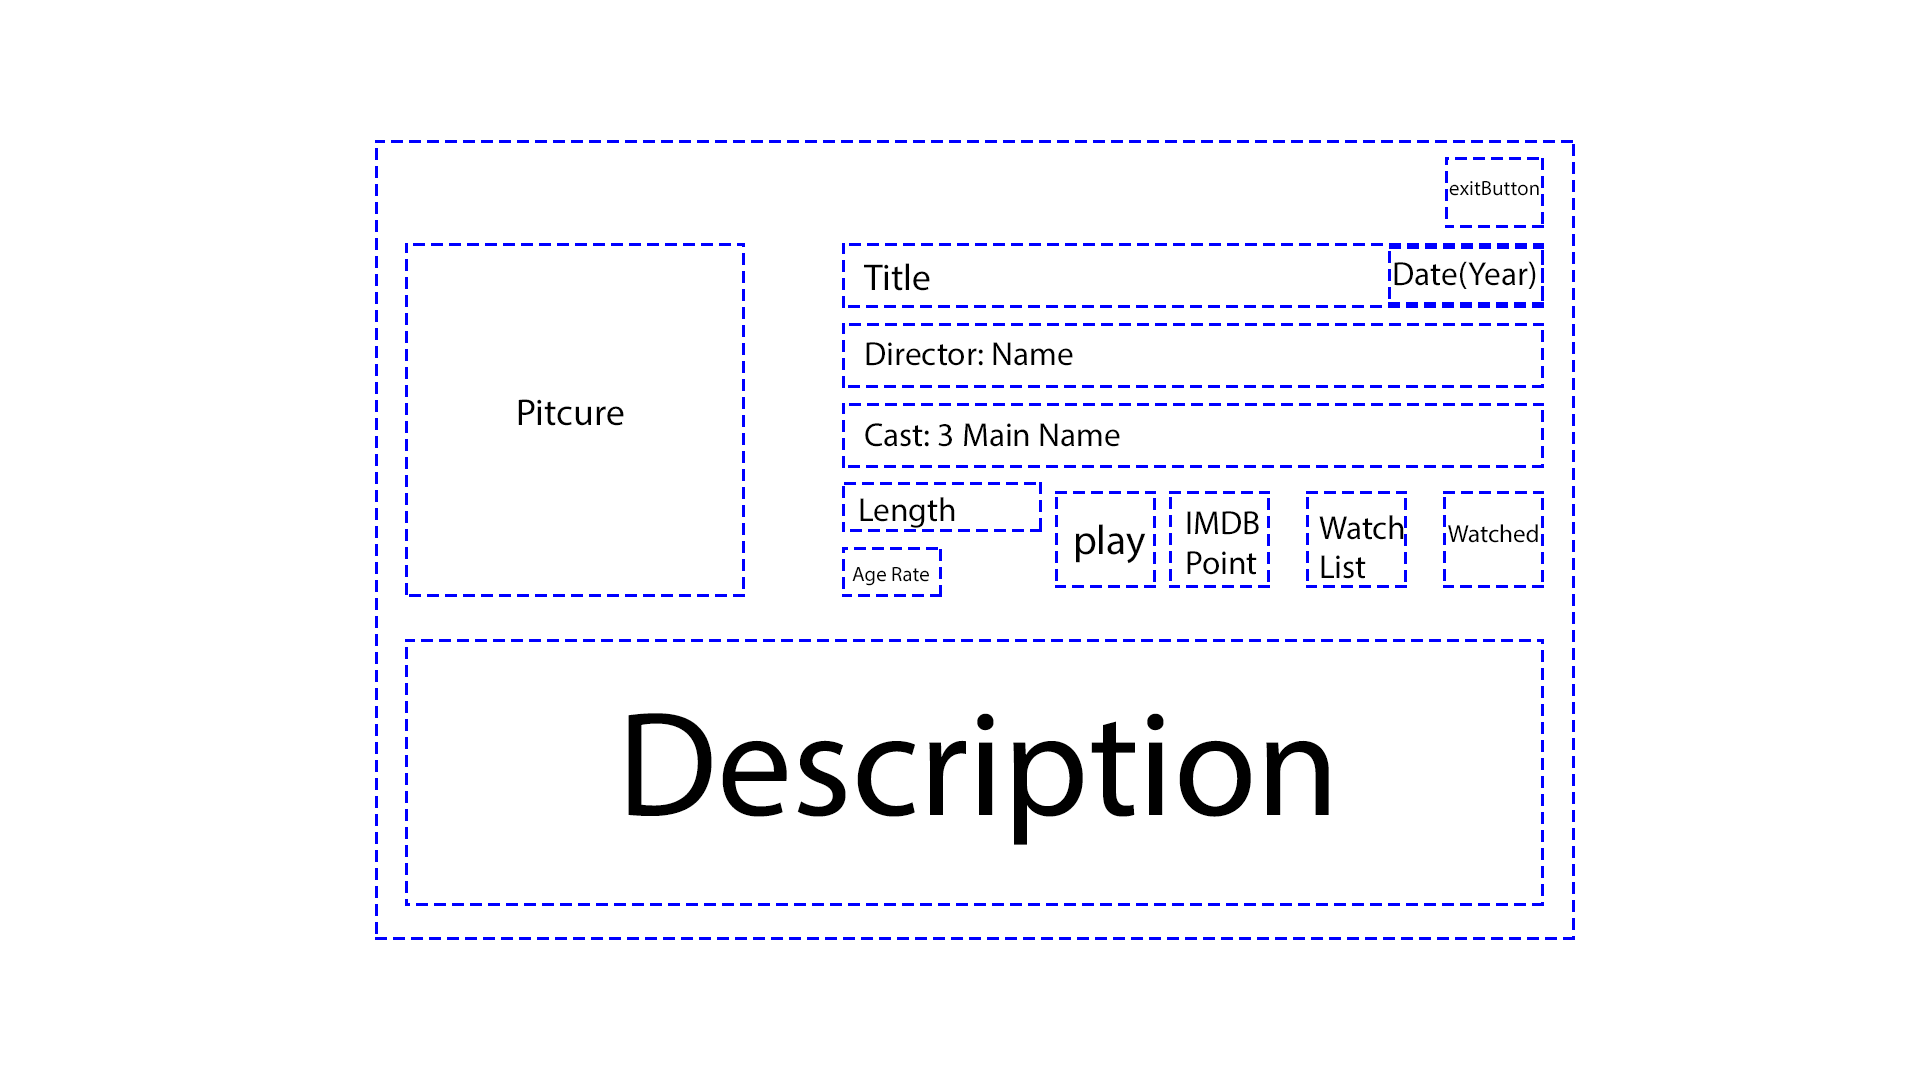 exitButton
Title
Date(Year)
Director: Name
Pitcure
Cast: 3 Main Name
Length
Age Rate
play
IMDB
Point
Watch
List
Watched
Description